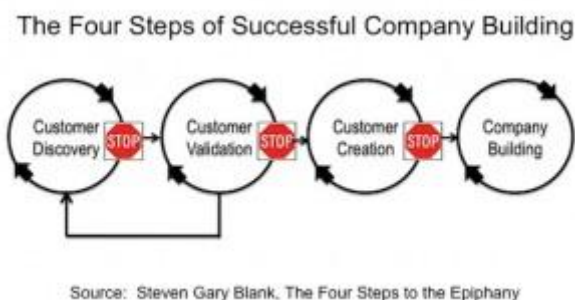 The Four Steps of Successful Company Building
Customer
Discovery
STOP
Customer
Validation
STOP
Customer
Creation
STOP
Company
Building
Source: Steven Gary Blank, The Four Steps to the Epiphany